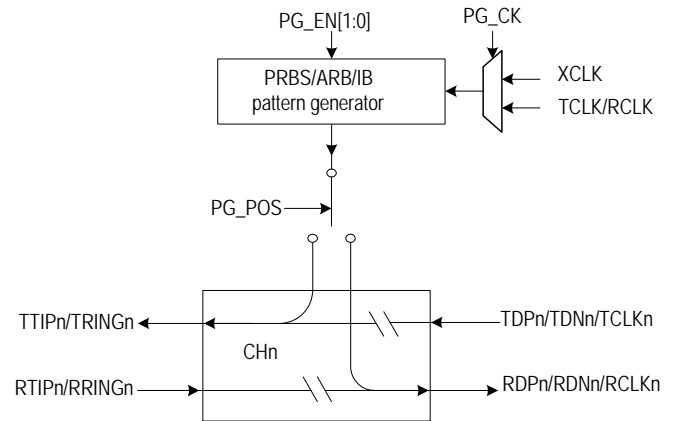 PG_EN[1:0]
PG_CK
PRBS/ARB/IB
pattern generator
XCLK
TCLK/RCLK
PG_POS
TTIPn/TRINGn
TDPn/TDNn/TCLKn
CHn
RTIPn/RRINGn
RDPn/RDNn/RCLKn